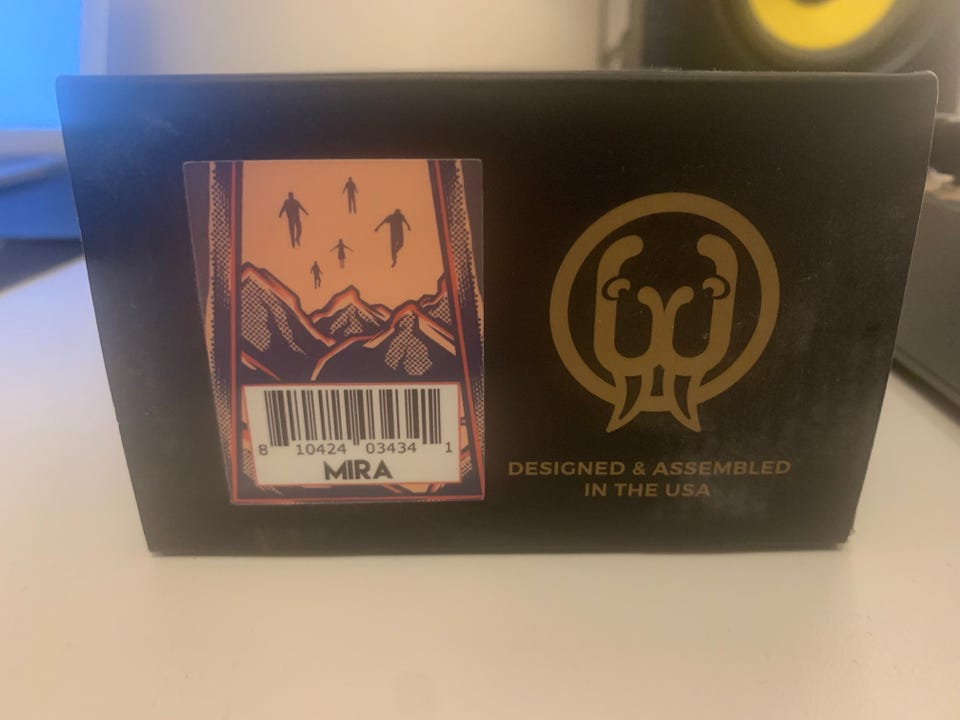 8 10424 03434 1
MIRA
DESIGNED & ASSEMBLED
IN THE USA